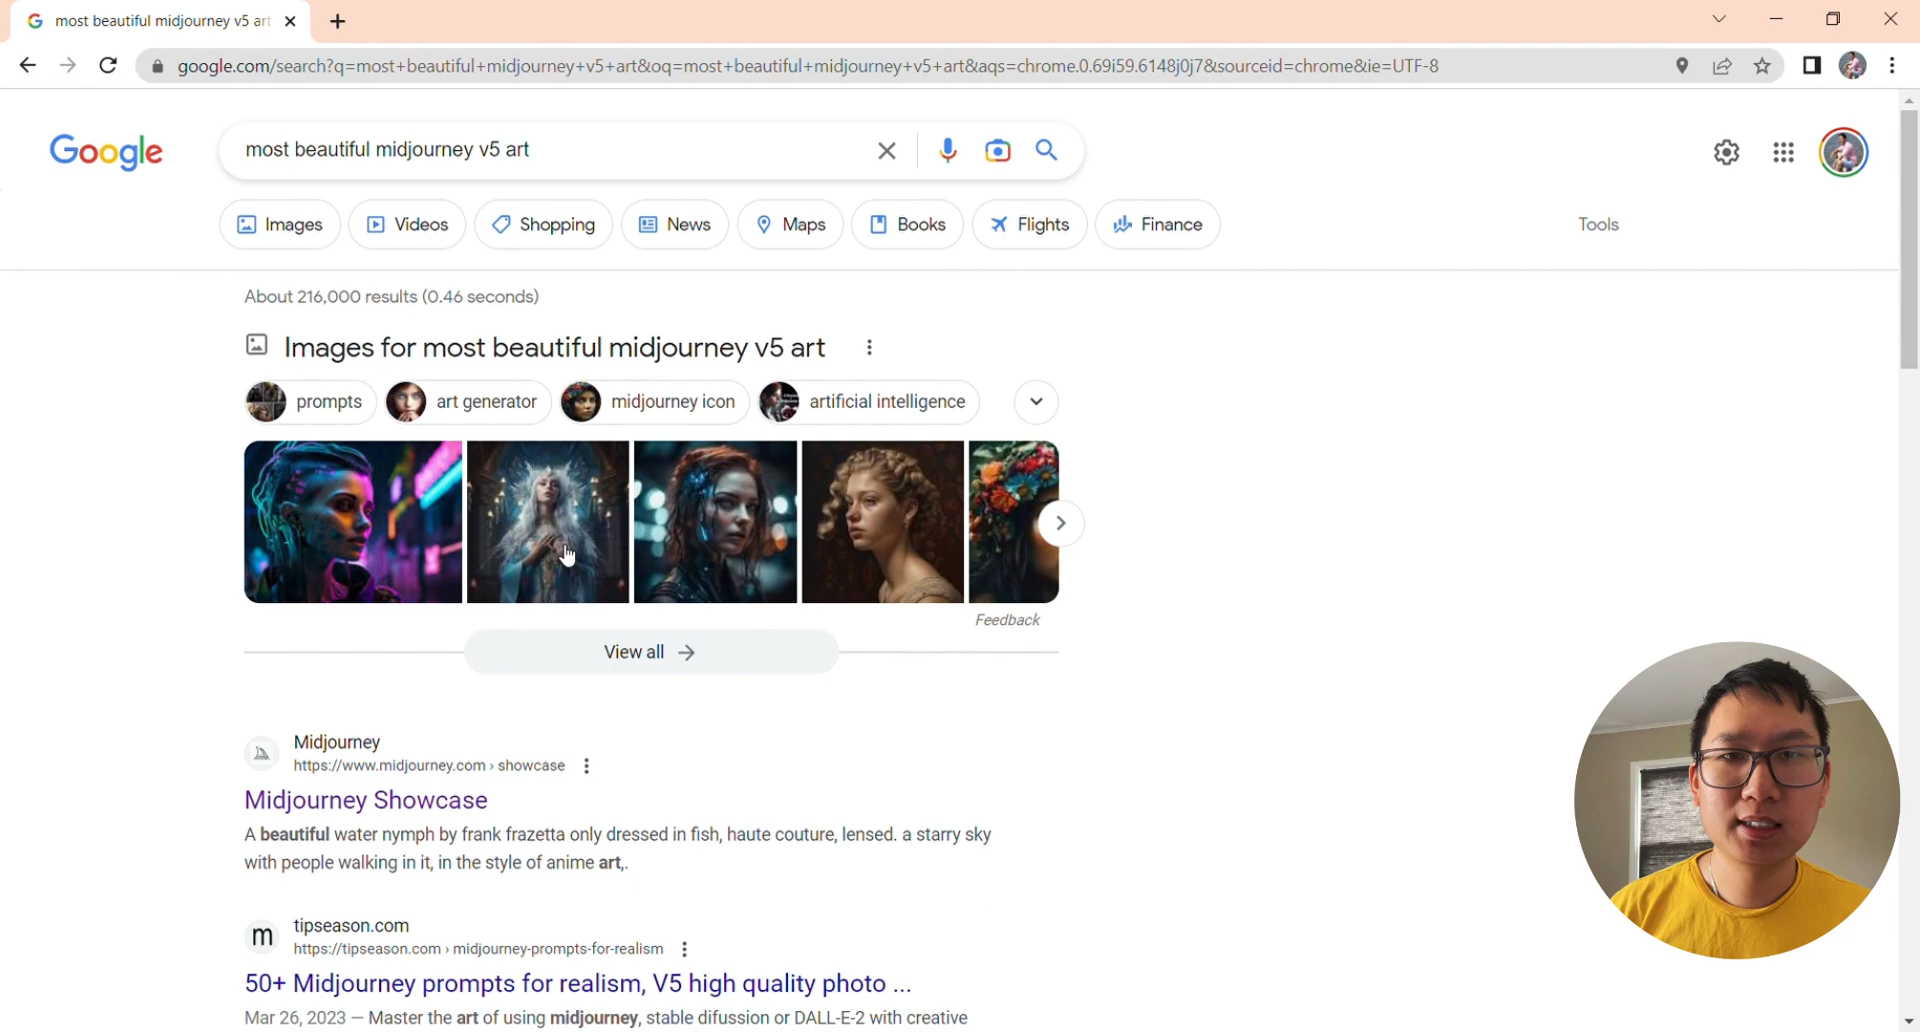 most beautiful midjourney v5 art
google.com/search?q=most+beautiful+midjourney+v5+art&oq=most+beautiful+midjourney+v5+art&aqs=chrome.0.69i59.6148j0j7&sourceid=chrome&ie=UTF-8
Google
most beautiful midjourney v5 art
Images
Videos
Shopping
News
Maps
Books
Flights
Finance
Tools
About 216,000 results (0.46 seconds)
Images for most beautiful midjourney v5 art
prompts
art generator
midjourney icon
artificial intelligence
Feedback
View all
Midjourney
https://www.midjourney.com › showcase
Midjourney Showcase
A beautiful water nymph by frank frazetta only dressed in fish, haute couture, lensed. a starry sky
with people walking in it, in the style of anime art,.
m
tipseason.com
https://tipseason.com › midjourney-prompts-for-realism
50+ Midjourney prompts for realism, V5 high quality photo ...
Mar 26, 2023 — Master the art of using midjourney, stable difussion or DALL-E-2 with creative